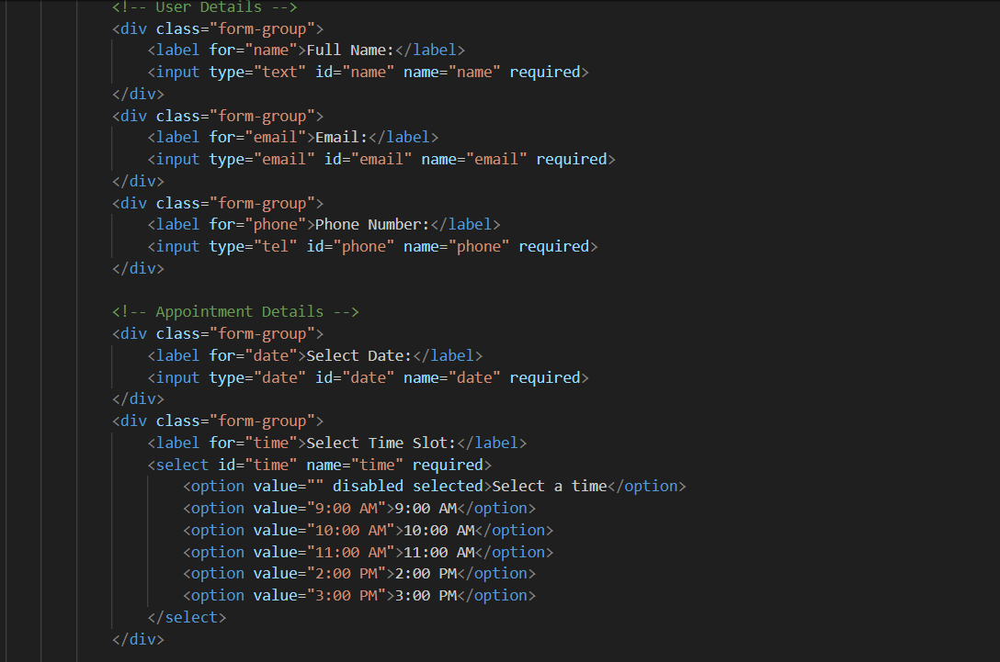 <!-- User Details -->
<div class="form-group">
<label for="name">Full Name:</label>
<input type="text" id="name" name="name" required>
</div>
<div class="form-group">
<label for="email">Email:</label>
<input type="email" id="email" name="email" required>
</div>
<div class="form-group">
<label for="phone">Phone Number:</label>
<input type="tel" id="phone" name="phone" required>
</div>
<!-- Appointment Details -->
<div class="form-group">
<label for="date">Select Date:</label>
<input type="date" id="date" name="date" required>
</div>
<div class="form-group">
<label for="time">Select Time Slot:</label>
<select id="time" name="time" required>
<option value="" disabled selected>Select a time</option>
<option value="9:00 AM">9:00 AM</option>
<option value="10:00 AM">10:00 AM</option>
<option value="11:00 AM">11:00 AM</option>
<option value="2:00 PM">2:00 PM</option>
<option value="3:00 PM">3:00 PM</option>
</select>
</div>